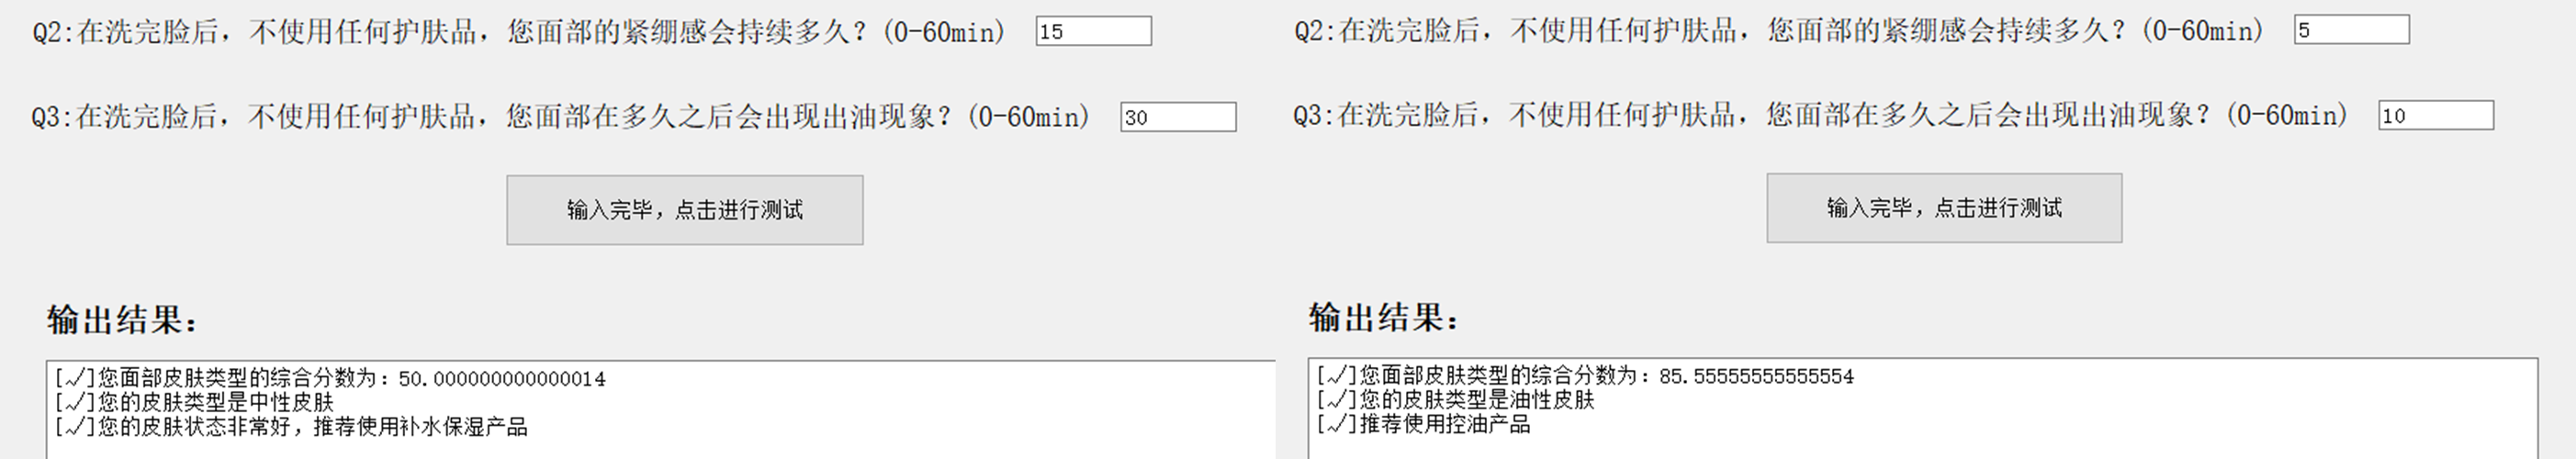 Q2:在洗完脸后，不使用任何护肤品，您面部的紧绷感会持续多久？(0-60min) 15
Q3:在洗完脸后，不使用任何护肤品，您面部在多久之后会出现出油现象？(0-60min) 30
输入完毕，点击进行测试
输出结果：
[√]您面部皮肤类型的综合分数为：50.000000000000014
[√]您的皮肤类型是中性皮肤
[√]您的皮肤状态非常好，推荐使用补水保湿产品
Q2:在洗完脸后，不使用任何护肤品，您面部的紧绷感会持续多久？(0-60min) 5
Q3:在洗完脸后，不使用任何护肤品，您面部在多久之后会出现出油现象？(0-60min) 10
输入完毕，点击进行测试
输出结果：
[√]您面部皮肤类型的综合分数为：85.55555555555554
[√]您的皮肤类型是油性皮肤
[√]推荐使用控油产品